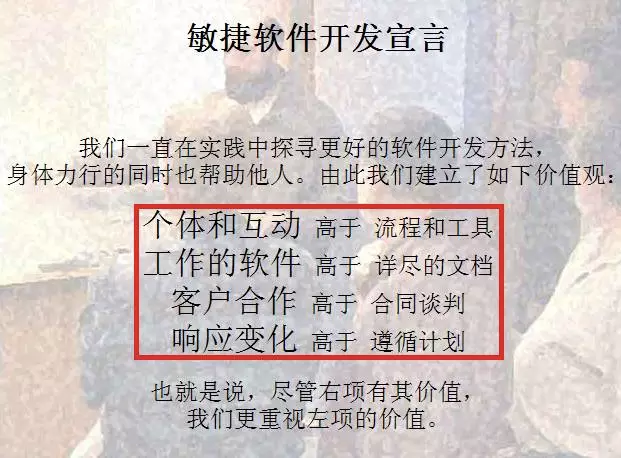 敏捷软件开发宣言
我们一直在实践中探寻更好的软件开发方法，
身体力行的同时也帮助他人。由此我们建立了如下价值观：
个体和互动 高于 流程和工具
工作的软件 高于 详尽的文档
客户合作 高于 合同谈判
响应变化 高于 遵循计划
也就是说，尽管右项有其价值，
我们更重视左项的价值。